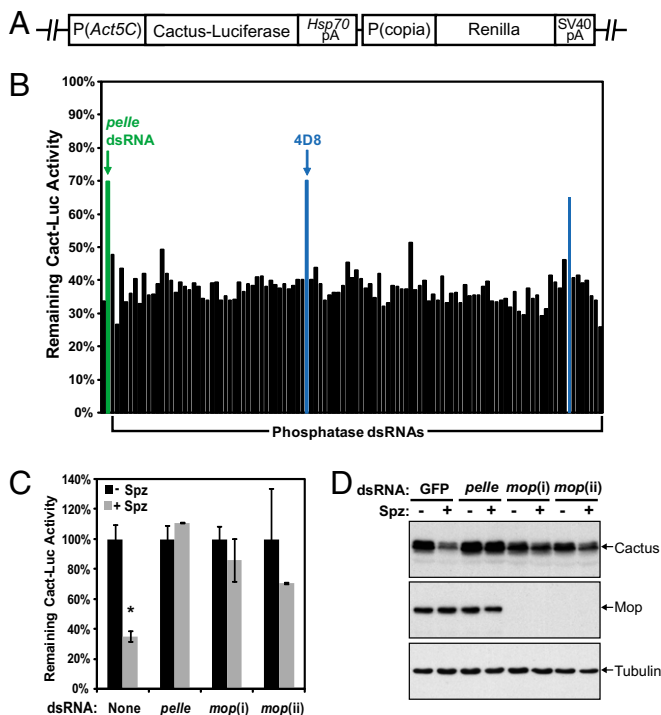 A
P(Act5C)
Cactus-Luciferase
Hsp70
pA
P(copia)
Renilla
SV40
pA
B
Remaining Cact-Luc Activity
100%
90%
80%
70%
60%
50%
40%
30%
20%
10%
0%
pelle
dsRNA
4D8
Phosphatase dsRNAs
C
Remaining Cact-Luc Activity
140%
120%
100%
80%
60%
40%
20%
0%
- Spz
+ Spz
*
dsRNA: None pelle mop(i) mop(ii)
D
dsRNA: GFP pelle mop(i) mop(ii)
Spz: - + - + - + - +
Cactus
Mop
Tubulin